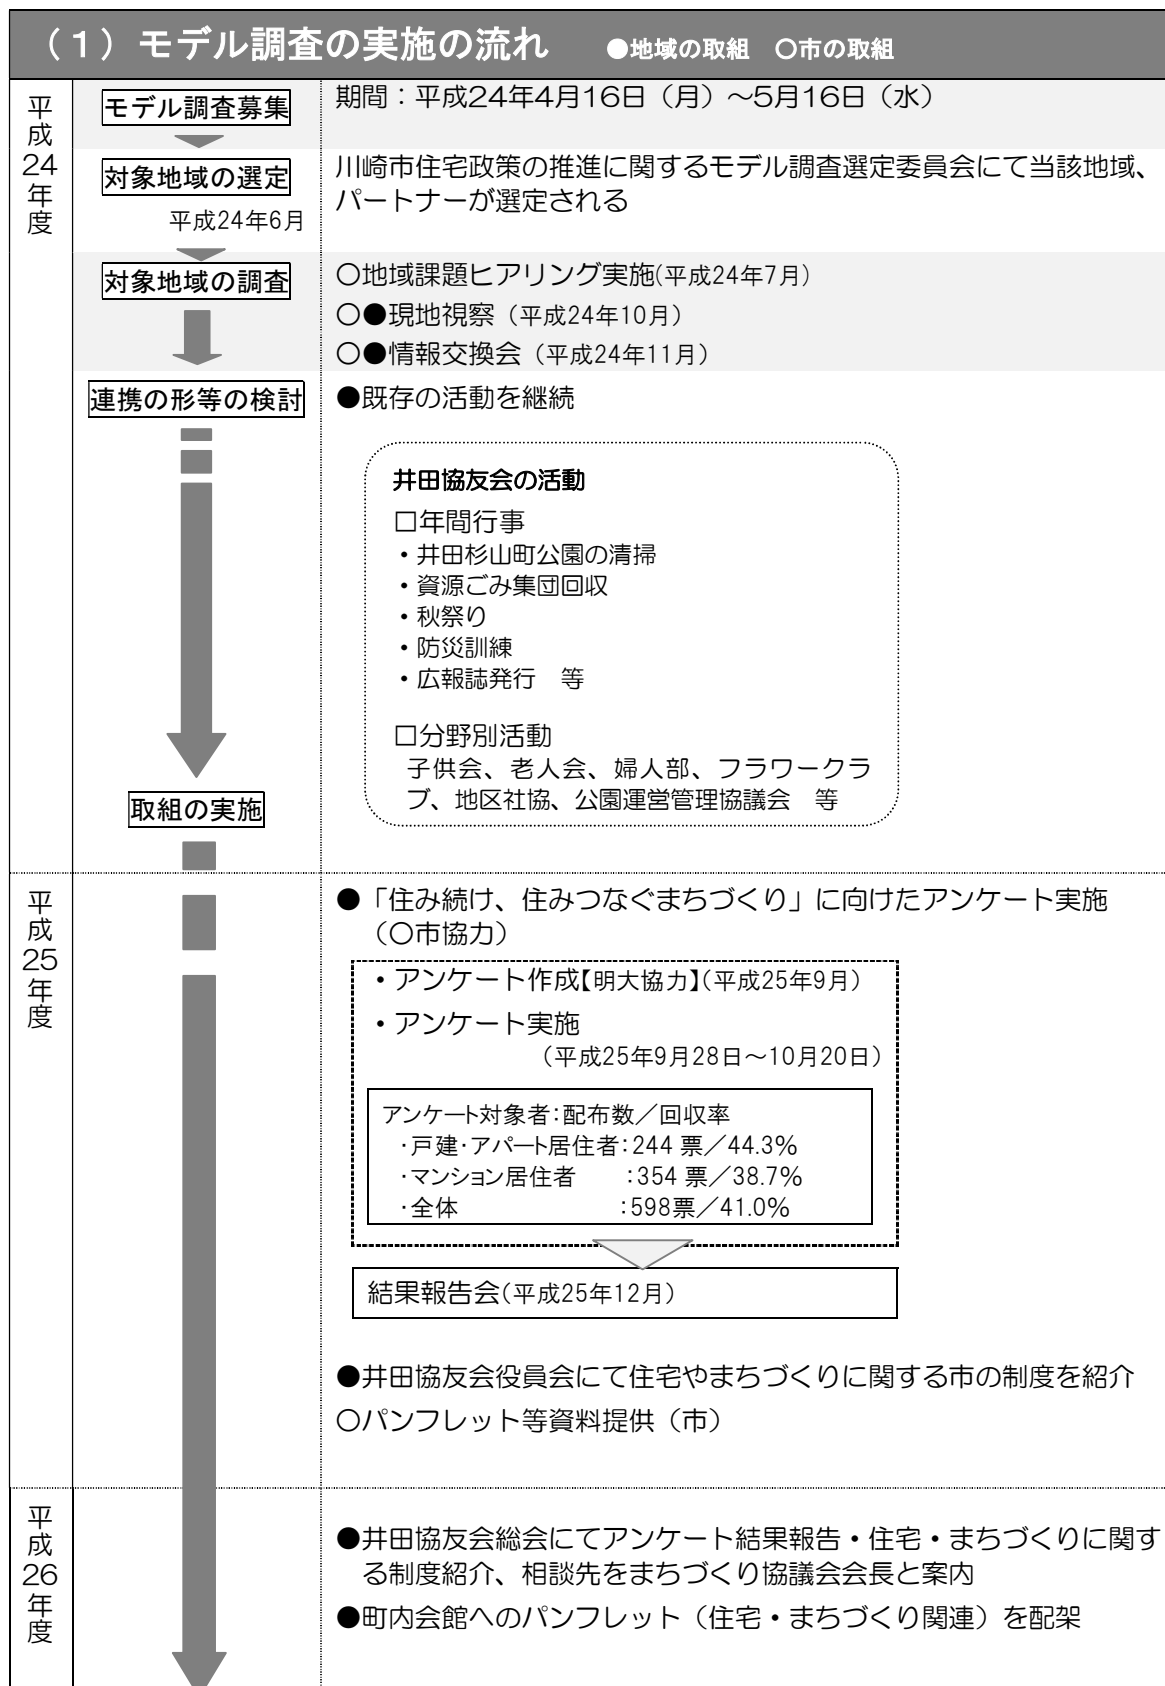 （１）モデル調査の実施の流れ　●地域の取組　○市の取組
平成24年度
モデル調査募集
期間：平成24年4月16日（月）～5月16日（水）
対象地域の選定
平成24年6月
川崎市住宅政策の推進に関するモデル調査選定委員会にて当該地域、
パートナーが選定される
対象地域の調査
○地域課題ヒアリング実施(平成24年7月)
○●現地視察（平成24年10月）
○●情報交換会（平成24年11月）
連携の形等の検討
●既存の活動を継続
井田協友会の活動
□年間行事
・井田杉山町公園の清掃
・資源ごみ集団回収
・秋祭り
・防災訓練
・広報誌発行　等
□分野別活動
子供会、老人会、婦人部、フラワークラ
ブ、地区社協、公園運営管理協議会　等
取組の実施
平成25年度
●「住み続け、住みつなぐまちづくり」に向けたアンケート実施
（○市協力）
・アンケート作成【明大協力】（平成25年9月）
・アンケート実施
（平成25年9月28日～10月20日）
アンケート対象者：配布数／回収率
・戸建・アパート居住者：244 票／44.3％
・マンション居住者　　：354 票／38.7％
・全体　　　　　　　　：598票／41.0％
結果報告会（平成25年12月）
●井田協友会役員会にて住宅やまちづくりに関する市の制度を紹介
○パンフレット等資料提供（市）
平成26年度
●井田協友会総会にてアンケート結果報告・住宅・まちづくりに関す
る制度紹介、相談先をまちづくり協議会会長と案内
●町内会館へのパンフレット（住宅・まちづくり関連）を配架